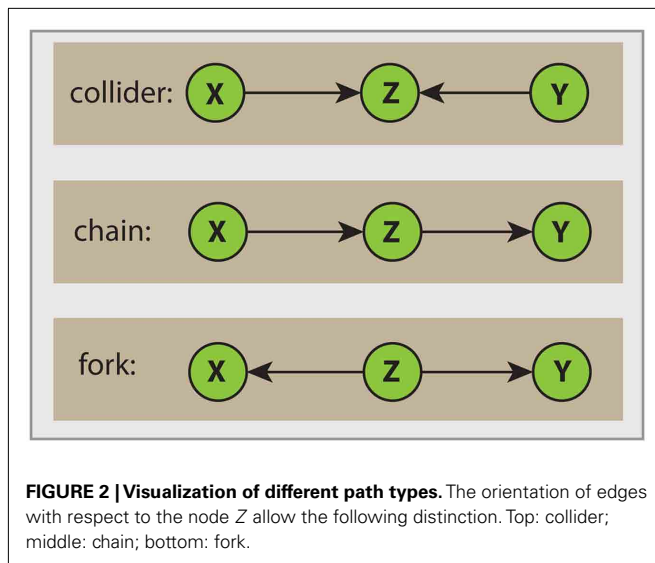 collider: X Z Y
chain: X Z Y
fork: X Z Y
FIGURE 2 | Visualization of different path types. The orientation of edges
with respect to the node Z allow the following distinction. Top: collider;
middle: chain; bottom: fork.